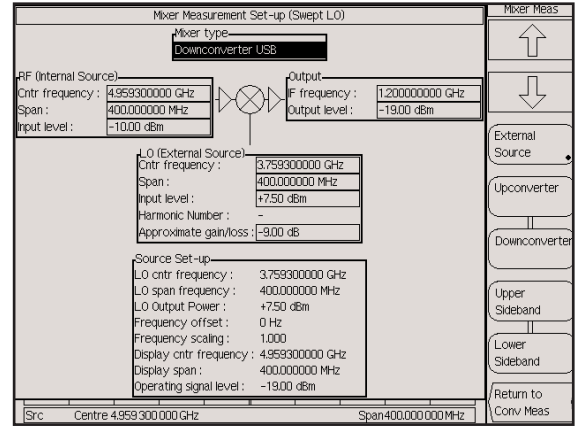 Mixer Measurement Set-up (Swept LO)
Mixer Meas
Mixer type
Downconverter USB
RF (Internal Source)
Cntr frequency : 4.959300000 GHz
Span : 400.000000 MHz
Input level : -10.00 dBm
Output
IF frequency : 1.200000000 GHz
Output level : -19.00 dBm
LO (External Source)
Cntr frequency : 3.759300000 GHz
Span : 400.000000 MHz
Input level : +7.50 dBm
Harmonic Number : -
Approximate gain/loss : -9.00 dB
Source Set-up
LO cntr frequency : 3.759300000 GHz
LO span frequency : 400.000000 MHz
LO Output Power : +7.50 dBm
Frequency offset : 0 Hz
Frequency scaling : 1.000
Display cntr frequency : 4.959300000 GHz
Display span : 400.000000 MHz
Operating signal level : -19.00 dBm
Src Centre 4.959 300 000 GHz Span 400.000 000 MHz
External
Source
Upconverter
Downconverter
Upper
Sideband
Lower
Sideband
Return to
Conv Meas